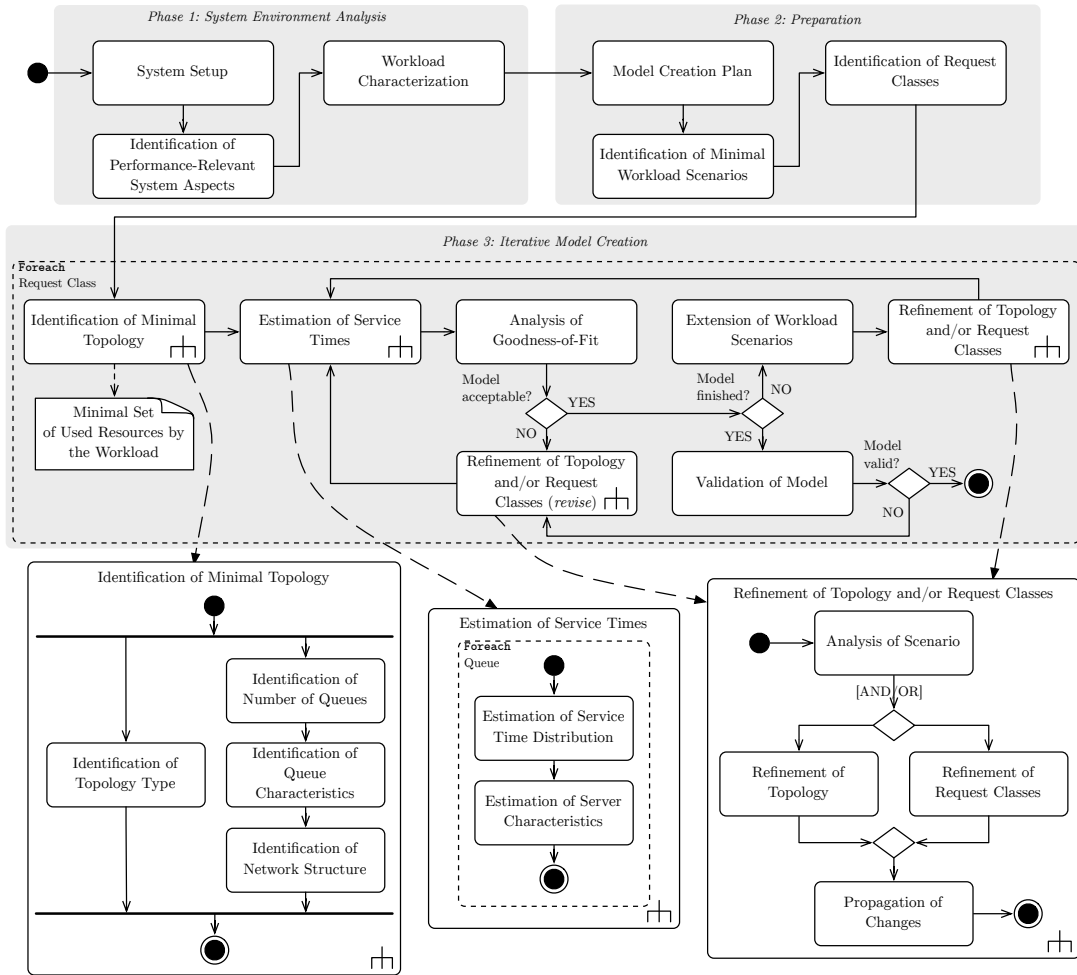 Phase 1: System Environment Analysis
System Setup
Workload
Characterization
Identification of
Performance-Relevant
System Aspects
Phase 2: Preparation
Model Creation Plan
Identification of Request
Classes
Identification of Minimal
Workload Scenarios
Phase 3: Iterative Model Creation
Foreach
Request Class
Identification of Minimal
Topology
Estimation of Service
Times
Analysis of
Goodness-of-Fit
Extension of Workload
Scenarios
Refinement of Topology
and/or Request
Classes
Minimal Set
of Used Resources by
the Workload
Model
acceptable?
YES
NO
Model
finished?
NO
YES
Refinement of Topology
and/or Request
Classes (revise)
Validation of Model
Model
valid?
YES
NO
Identification of Minimal Topology
Identification of
Topology Type
Identification of
Number of Queues
Identification of
Queue
Characteristics
Identification of
Network Structure
Estimation of Service Times
Foreach
Queue
Estimation of Service
Time Distribution
Estimation of Server
Characteristics
Refinement of Topology and/or Request Classes
Analysis of Scenario
[AND/OR]
Refinement of
Topology
Refinement of
Request Classes
Propagation of
Changes